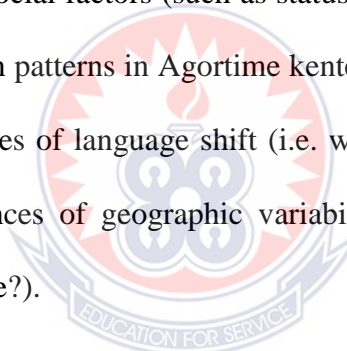 ocial factors (such as status
n patterns in Agortime kente
es of language shift (i.e. w
nces of geographic variabi
e?).
EDUCATION FOR SERVICE